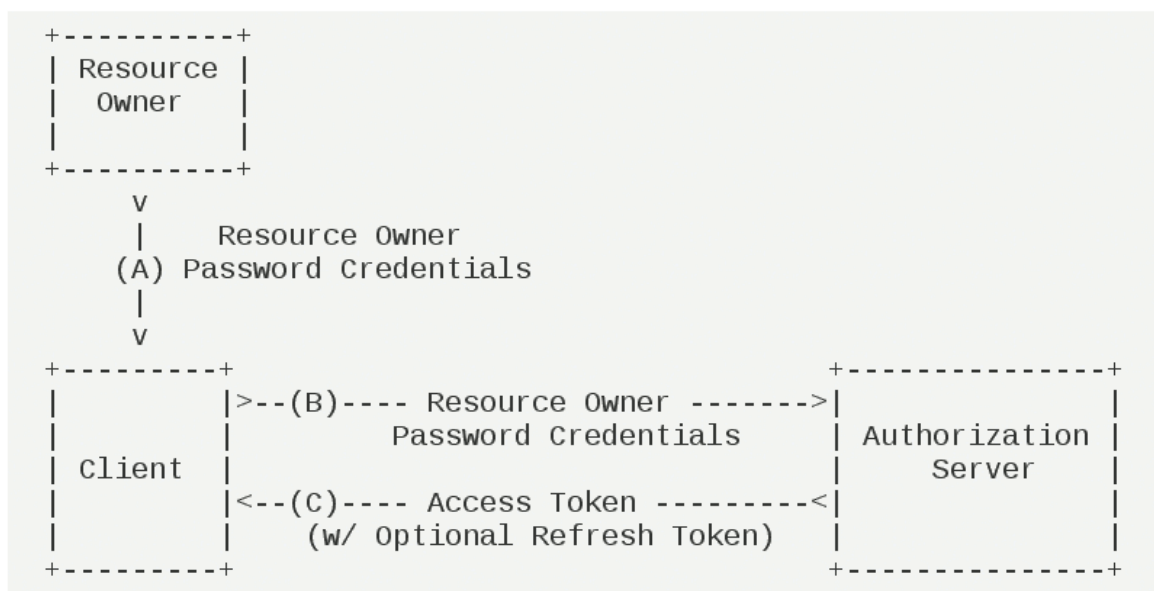 +----------+
| Resource |
|  Owner   |
|          |
+----------+
     v
     |    Resource Owner
    (A) Password Credentials
     |
     v
+---------+                                  +---------------+
|         |>--(B)---- Resource Owner ------->|               |
|         |         Password Credentials     | Authorization |
| Client  |                                  |     Server    |
|         |<--(C)---- Access Token ---------<|               |
|         |    (w/ Optional Refresh Token)   |               |
+---------+                                  +---------------+